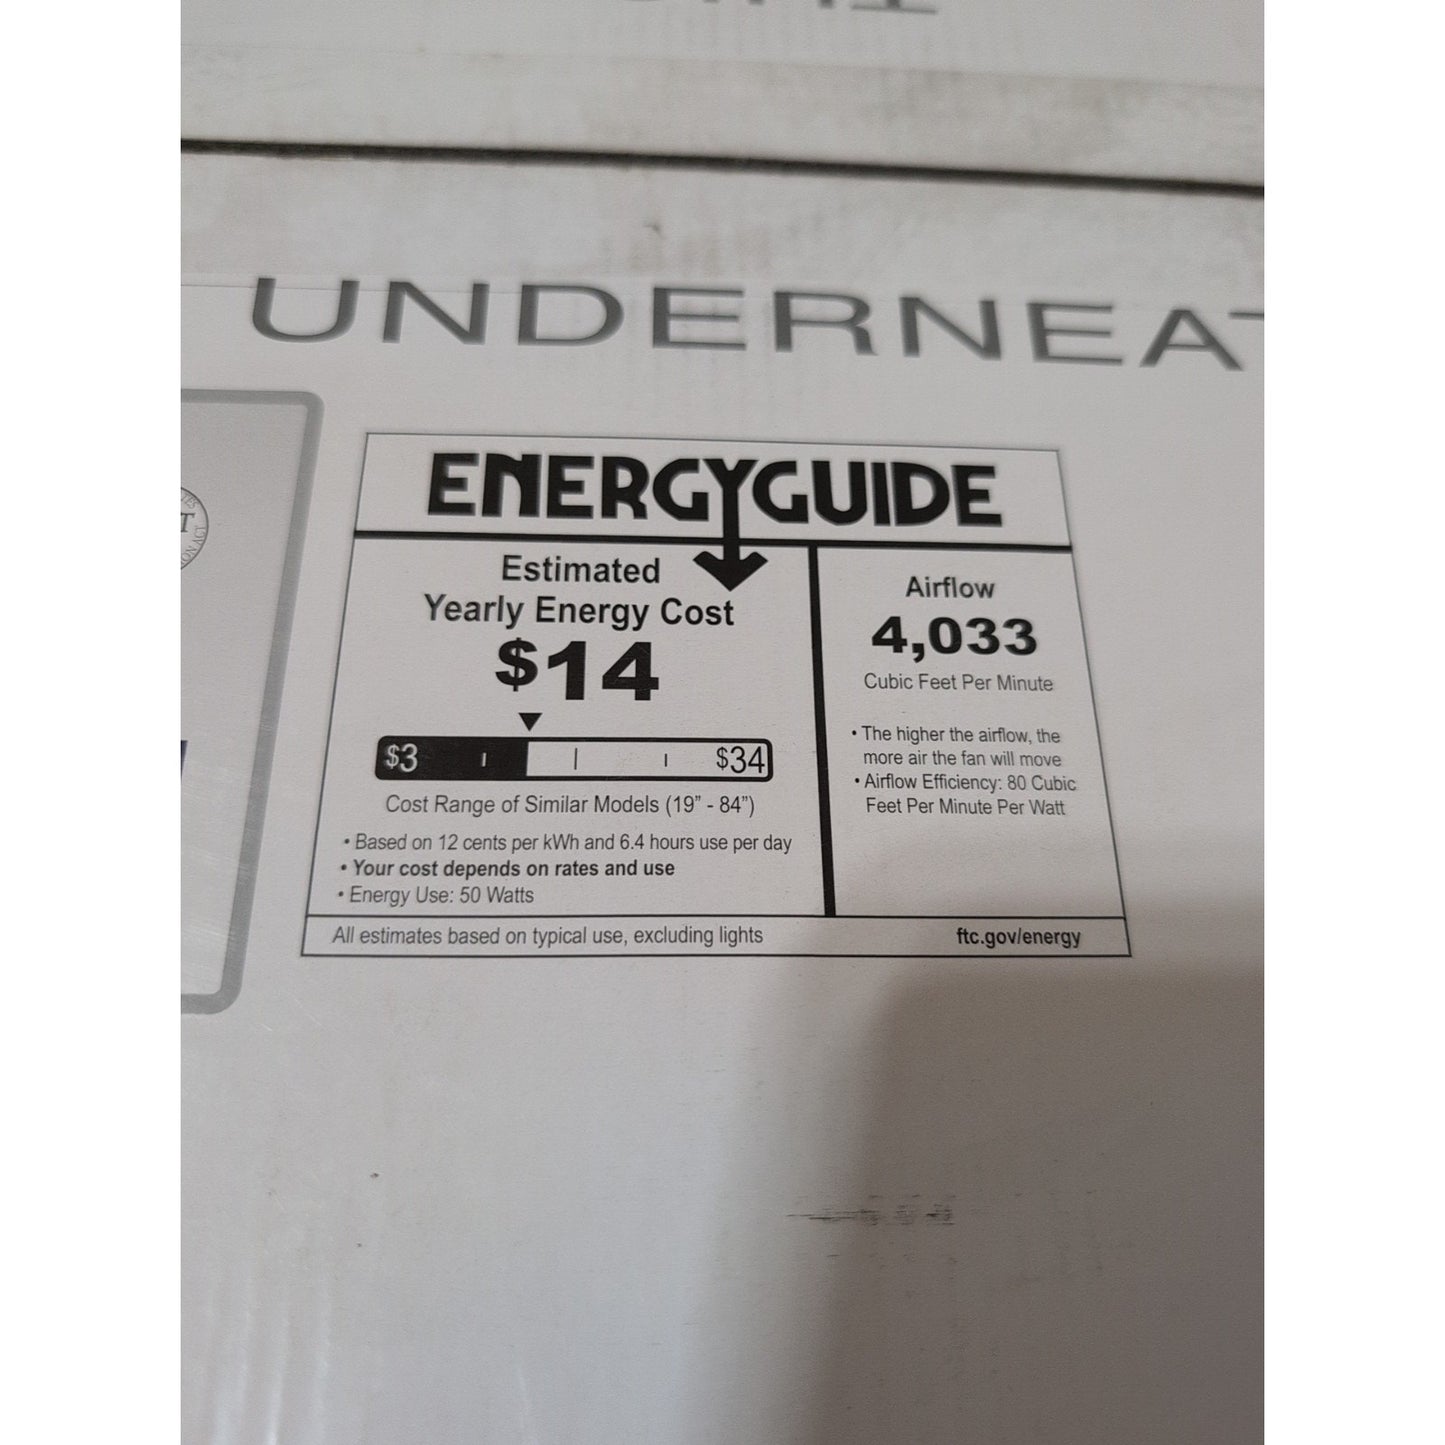 UNDERNEAT
ENERGYGUIDE
Estimated
Yearly Energy Cost
$14
$3 $34
Cost Range of Similar Models (19” - 84”)
• Based on 12 cents per kWh and 6.4 hours use per day
• Your cost depends on rates and use
• Energy Use: 50 Watts
Airflow
4,033
Cubic Feet Per Minute
• The higher the airflow, the
more air the fan will move
• Airflow Efficiency: 80 Cubic
Feet Per Minute Per Watt
All estimates based on typical use, excluding lights
ftc.gov/energy